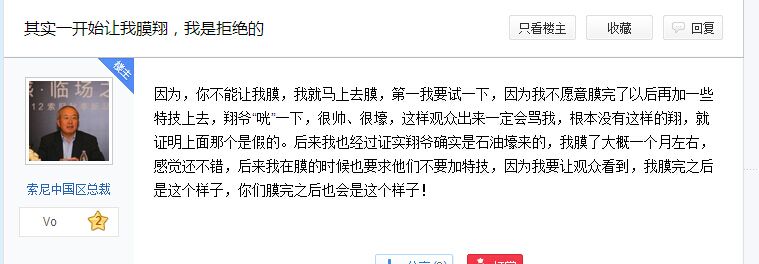 其实一开始让我膜翔，我是拒绝的
只看楼主
收藏
回复
楼主
因为，你不能让我膜，我就马上去膜，第一我要试一下，因为我不愿意膜完了以后再加一些
特技上去，翔爷“咣”一下，很帅、很壕，这样观众出来一定会骂我，根本没有这样的翔，就
证明上面那个是假的。后来我也经过证实翔爷确实是石油壕来的，我膜了大概一个月左右，
感觉还不错，后来我在膜的时候也要求他们不要加特技，因为我要让观众看到，我膜完之后
是这个样子，你们膜完之后也会是这个样子！
索尼中国区总裁
Vo
2